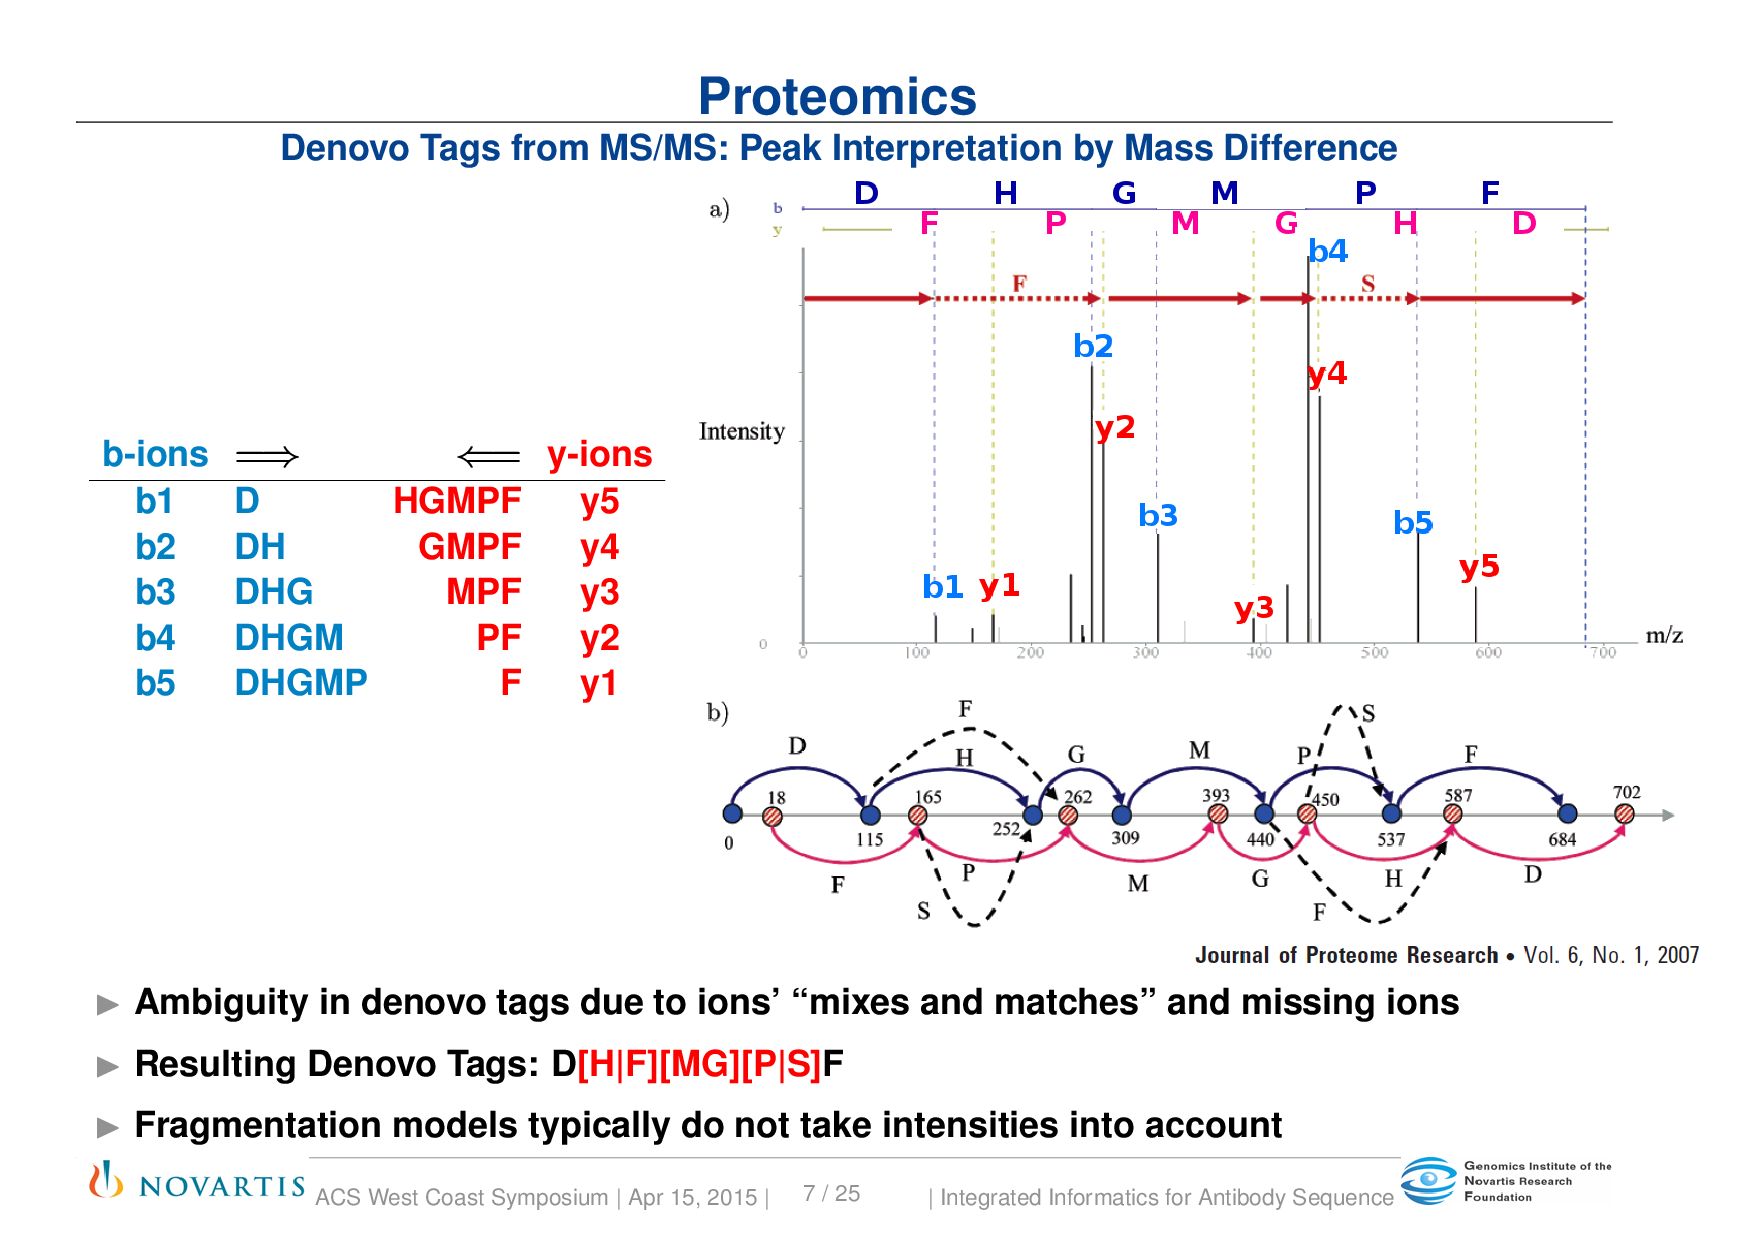 Proteomics
Denovo Tags from MS/MS: Peak Interpretation by Mass Difference
a) b D H G M P F
y F P M G H D
b4
F S
b2
y4
Intensity
y2
b3
b5
y5
b1 y1
y3
0
0 100 200 300 400 500 600 700
m/z
b-ions ⟹ ⟸ y-ions
b1 D HGMPF y5
b2 DH GMPF y4
b3 DHG MPF y3
b4 DHGM PF y2
b5 DHGMP F y1
b) F S
D H G M P F
18 165 262 393 450 587 702
0 115 252 309 440 537 684
F P M G H D
S F
Journal of Proteome Research • Vol. 6, No. 1, 2007
▶ Ambiguity in denovo tags due to ions’ “mixes and matches” and missing ions
▶ Resulting Denovo Tags: D[H|F][MG][P|S]F
▶ Fragmentation models typically do not take intensities into account
NOVARTIS
ACS West Coast Symposium | Apr 15, 2015 | 7 / 25 | Integrated Informatics for Antibody Sequence
Genomics Institute of the
Novartis Research
Foundation